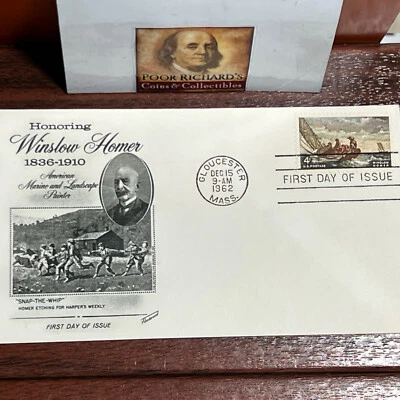 POOR RICHARD'S
Coins & Collectibles
Honoring
Winslow Homer
1836-1910
American
Marine and Landscape
Painter
"SNAP-THE-WHIP"
HOMER ETCHING FOR HARPER'S WEEKLY
FIRST DAY OF ISSUE
GLOUCESTER
DEC 15
9-AM
1962
MASS.
4¢
U.S. POSTAGE
FIRST DAY OF ISSUE